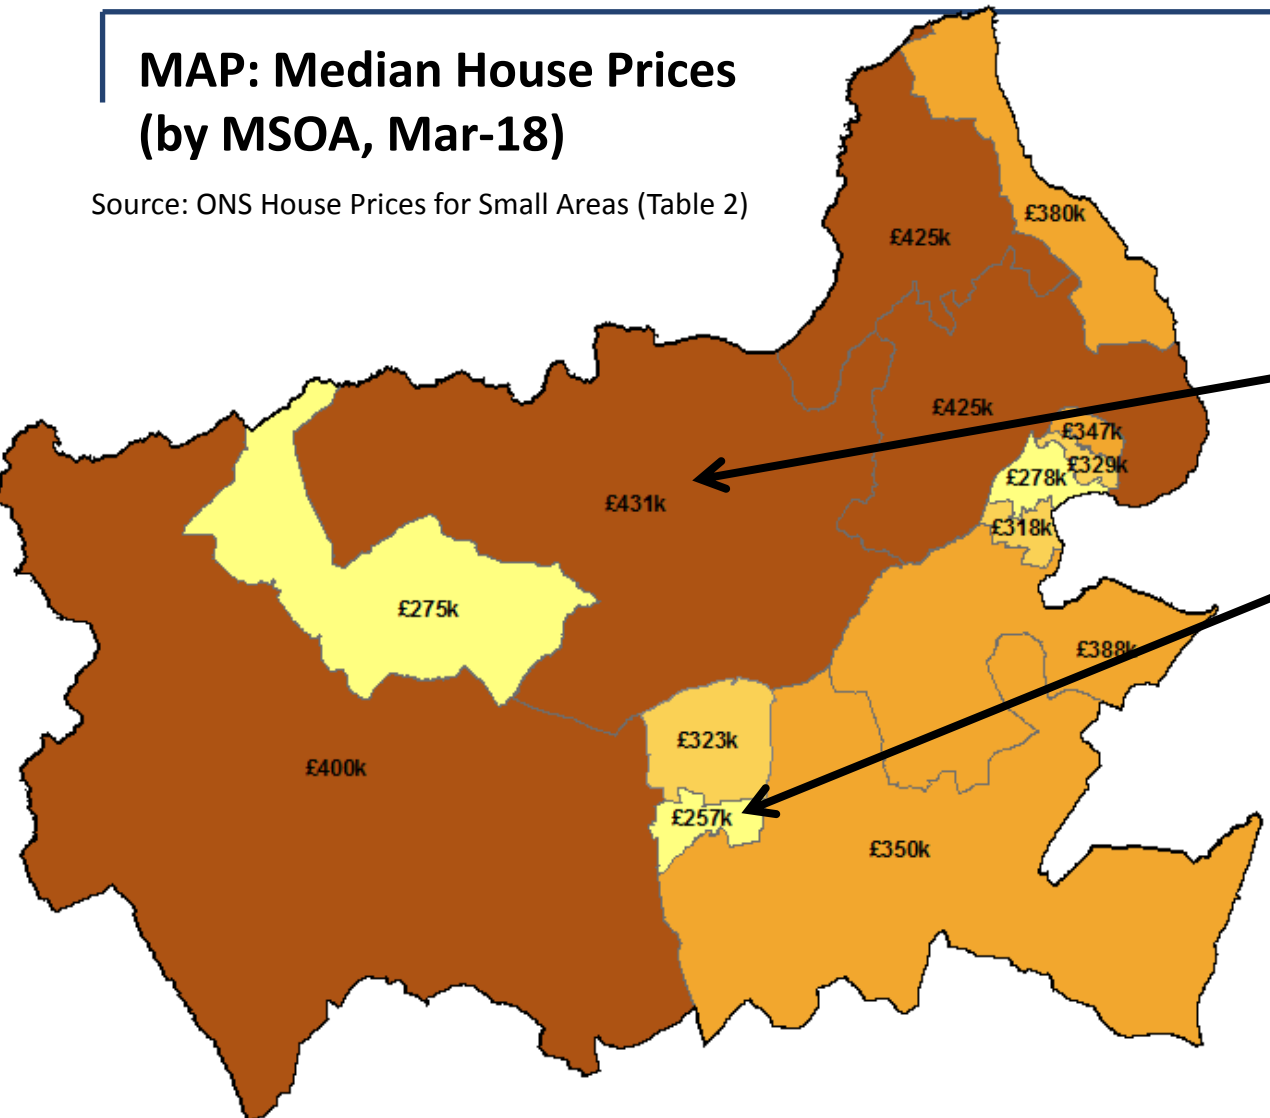 MAP: Median House Prices
(by MSOA, Mar-18)
Source: ONS House Prices for Small Areas (Table 2)
£380k
£425k
£425k
£347k
£329k
£278k
£431k
£318k
£275k
£388k
£323k
£400k
£257k
£350k